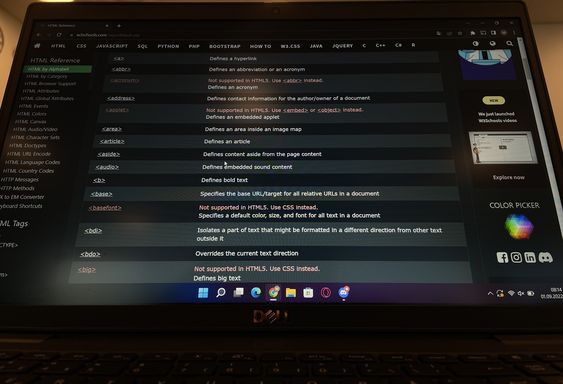 HTML Reference
w3schools.com
HTML CSS JAVASCRIPT SQL PYTHON PHP BOOTSTRAP HOW TO W3.CSS JAVA JQUERY C C++ C# R
HTML Reference
HTML by Alphabet
HTML by Category
HTML Browser Support
HTML Attributes
HTML Global Attributes
HTML Events
HTML Colors
HTML Canvas
HTML Audio/Video
HTML Character Sets
HTML Doctypes
HTML URL Encode
HTML Language Codes
HTML Country Codes
HTTP Messages
HTTP Methods
PX to EM Converter
Keyboard Shortcuts
HTML Tags
<a> Defines a hyperlink
<abbr> Defines an abbreviation or an acronym
<acronym> Not supported in HTML5. Use <abbr> instead.
Defines an acronym
<address> Defines contact information for the author/owner of a document
<applet> Not supported in HTML5. Use <embed> or <object> instead.
Defines an embedded applet
<area> Defines an area inside an image map
<article> Defines an article
<aside> Defines content aside from the page content
<audio> Defines embedded sound content
<b> Defines bold text
<base> Specifies the base URL/target for all relative URLs in a document
<basefont> Not supported in HTML5. Use CSS instead.
Specifies a default color, size, and font for all text in a document
<bdi> Isolates a part of text that might be formatted in a different direction from other text
outside it
<bdo> Overrides the current text direction
<big> Not supported in HTML5. Use CSS instead.
Defines big text
NEW
We just launched
W3Schools videos
Explore now
COLOR PICKER
08:14
01.09.2022
DELL